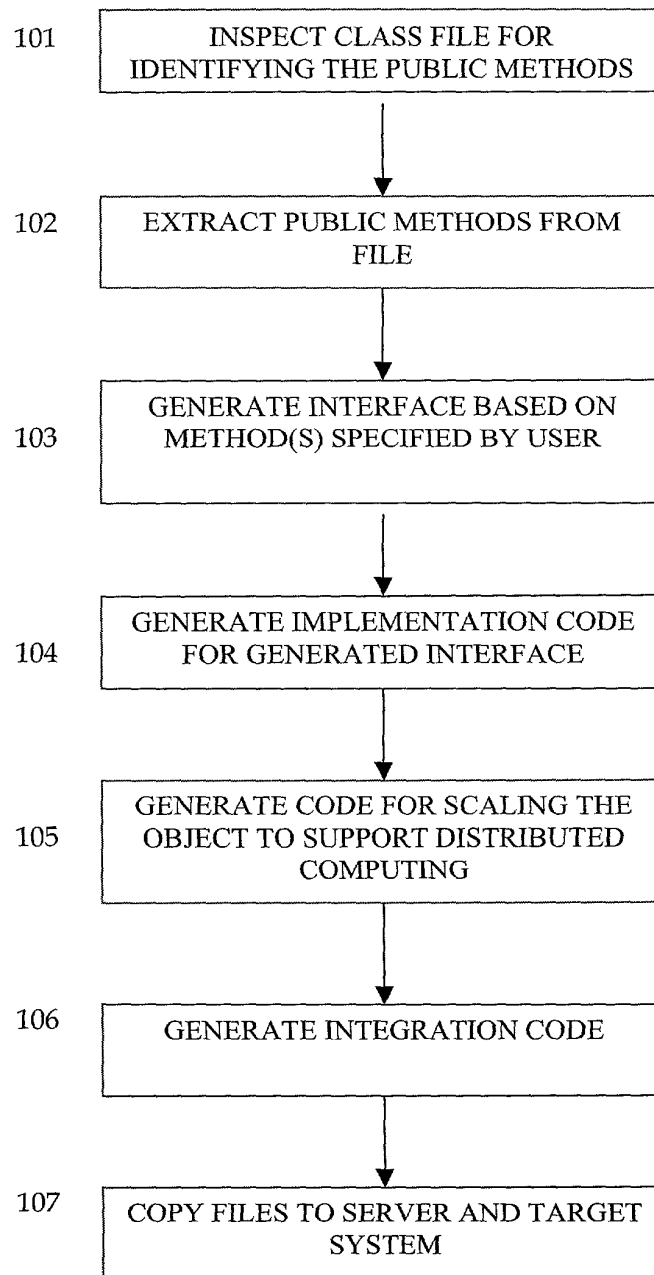 101
INSPECT CLASS FILE FOR
IDENTIFYING THE PUBLIC METHODS
102
EXTRACT PUBLIC METHODS FROM
FILE
103
GENERATE INTERFACE BASED ON
METHOD(S) SPECIFIED BY USER
104
GENERATE IMPLEMENTATION CODE
FOR GENERATED INTERFACE
105
GENERATE CODE FOR SCALING THE
OBJECT TO SUPPORT DISTRIBUTED
COMPUTING
106
GENERATE INTEGRATION CODE
107
COPY FILES TO SERVER AND TARGET
SYSTEM